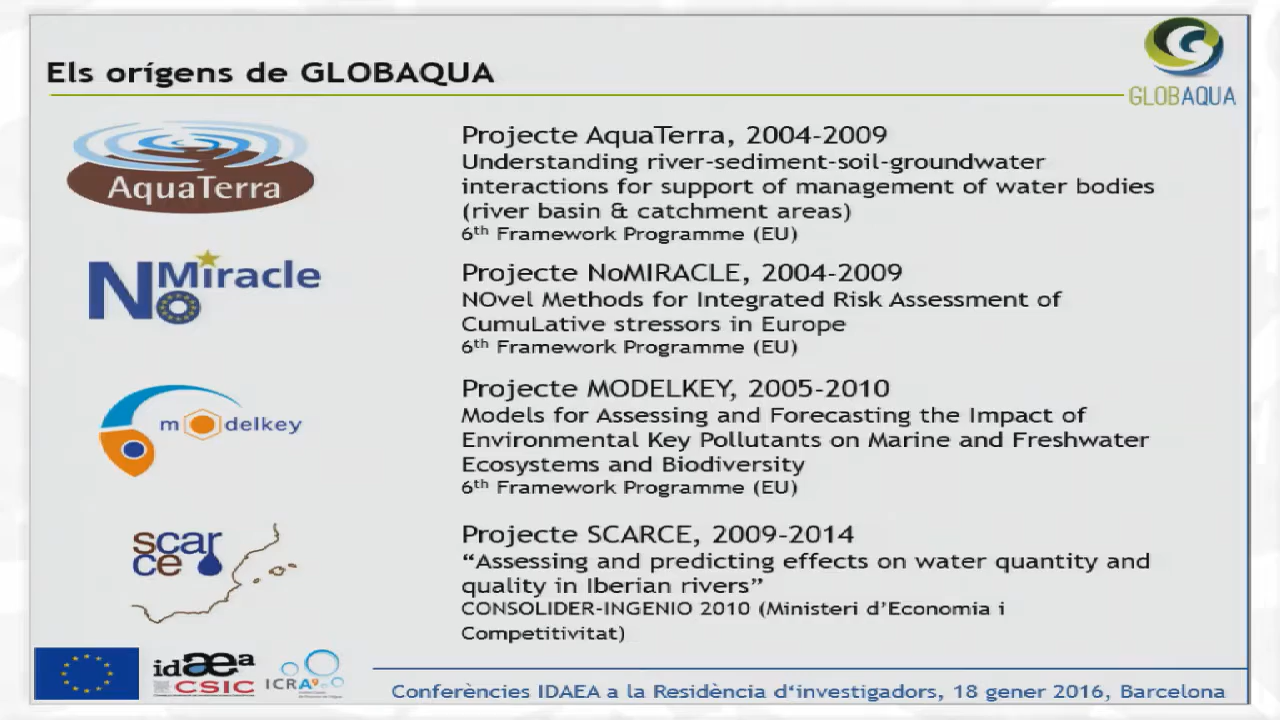 Els orígens de GLOBAQUA
GLOBAQUA
AquaTerra
Projecte AquaTerra, 2004-2009
Understanding river-sediment-soil-groundwater
interactions for support of management of water bodies
(river basin & catchment areas)
6th Framework Programme (EU)
NoMiracle
Projecte NoMIRACLE, 2004-2009
NOvel Methods for Integrated Risk Assessment of
CumuLative stressors in Europe
6th Framework Programme (EU)
modelkey
Projecte MODELKEY, 2005-2010
Models for Assessing and Forecasting the Impact of
Environmental Key Pollutants on Marine and Freshwater
Ecosystems and Biodiversity
6th Framework Programme (EU)
scar
ce
Projecte SCARCE, 2009-2014
“Assessing and predicting effects on water quantity and
quality in Iberian rivers”
CONSOLIDER-INGENIO 2010 (Ministeri d’Economia i
Competitivitat)
idaea
CSIC
ICRA
Conferències IDAEA a la Residència d‘investigadors, 18 gener 2016, Barcelona